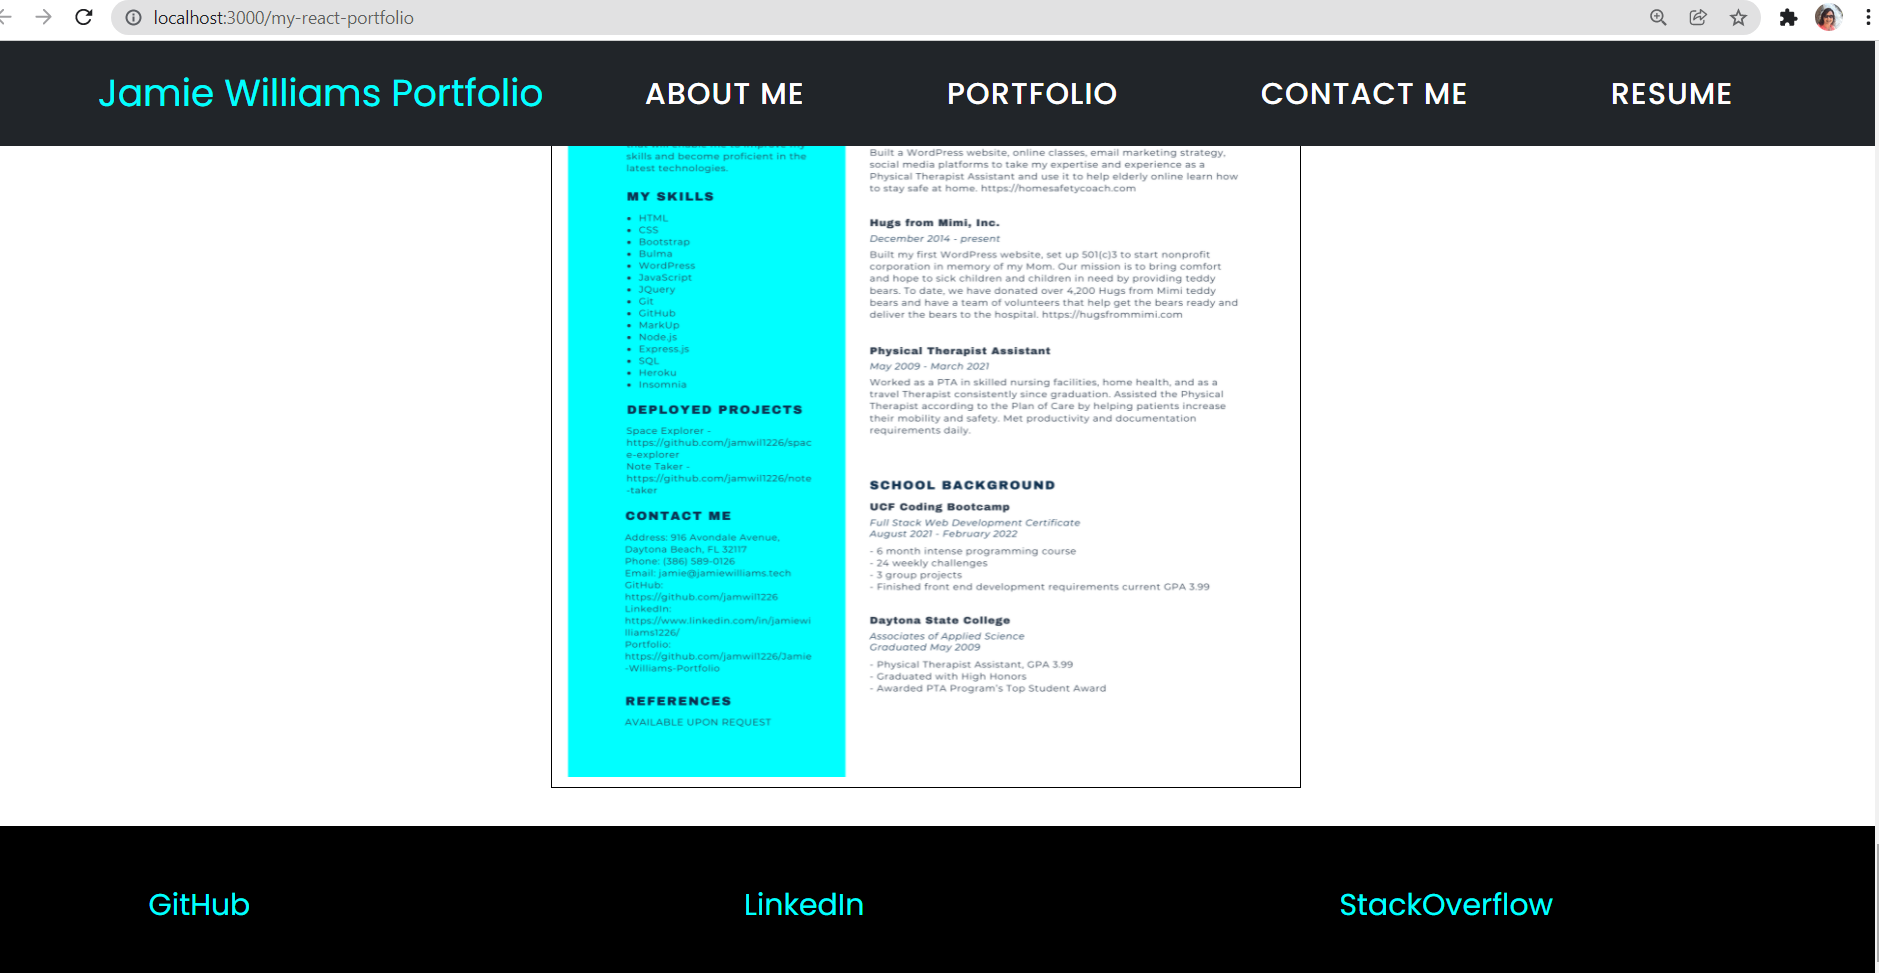 localhost:3000/my-react-portfolio
Jamie Williams Portfolio
ABOUT ME
PORTFOLIO
CONTACT ME
RESUME
that will enable me to improve my
skills and become proficient in the
latest technologies.
MY SKILLS
• HTML
• CSS
• Bootstrap
• Bulma
• WordPress
• JavaScript
• JQuery
• Git
• GitHub
• MarkUp
• Node.js
• Express.js
• SQL
• Heroku
• Insomnia
DEPLOYED PROJECTS
Space Explorer -
https://github.com/jamwil1226/spac
e-explorer
Note Taker -
https://github.com/jamwil1226/note
-taker
CONTACT ME
Address: 916 Avondale Avenue,
Daytona Beach, FL 32117
Phone: (386) 589-0126
Email: jamie@jamiewilliams.tech
GitHub:
https://github.com/jamwil1226
LinkedIn:
https://www.linkedin.com/in/jamiewi
lliams1226/
Portfolio:
https://github.com/jamwil1226/Jamie
-Williams-Portfolio
REFERENCES
AVAILABLE UPON REQUEST
Built a WordPress website, online classes, email marketing strategy,
social media platforms to take my expertise and experience as a
Physical Therapist Assistant and use it to help elderly online learn how
to stay safe at home. https://homesafetycoach.com
Hugs from Mimi, Inc.
December 2014 - present
Built my first WordPress website, set up 501(c)3 to start nonprofit
corporation in memory of my Mom. Our mission is to bring comfort
and hope to sick children and children in need by providing teddy
bears. To date, we have donated over 4,200 Hugs from Mimi teddy
bears and have a team of volunteers that help get the bears ready and
deliver the bears to the hospital. https://hugsfrommimi.com
Physical Therapist Assistant
May 2009 - March 2021
Worked as a PTA in skilled nursing facilities, home health, and as a
travel Therapist consistently since graduation. Assisted the Physical
Therapist according to the Plan of Care by helping patients increase
their mobility and safety. Met productivity and documentation
requirements daily.
SCHOOL BACKGROUND
UCF Coding Bootcamp
Full Stack Web Development Certificate
August 2021 - February 2022
- 6 month intense programming course
- 24 weekly challenges
- 3 group projects
- Finished front end development requirements current GPA 3.99
Daytona State College
Associates of Applied Science
Graduated May 2009
- Physical Therapist Assistant, GPA 3.99
- Graduated with High Honors
- Awarded PTA Program's Top Student Award
GitHub
LinkedIn
StackOverflow